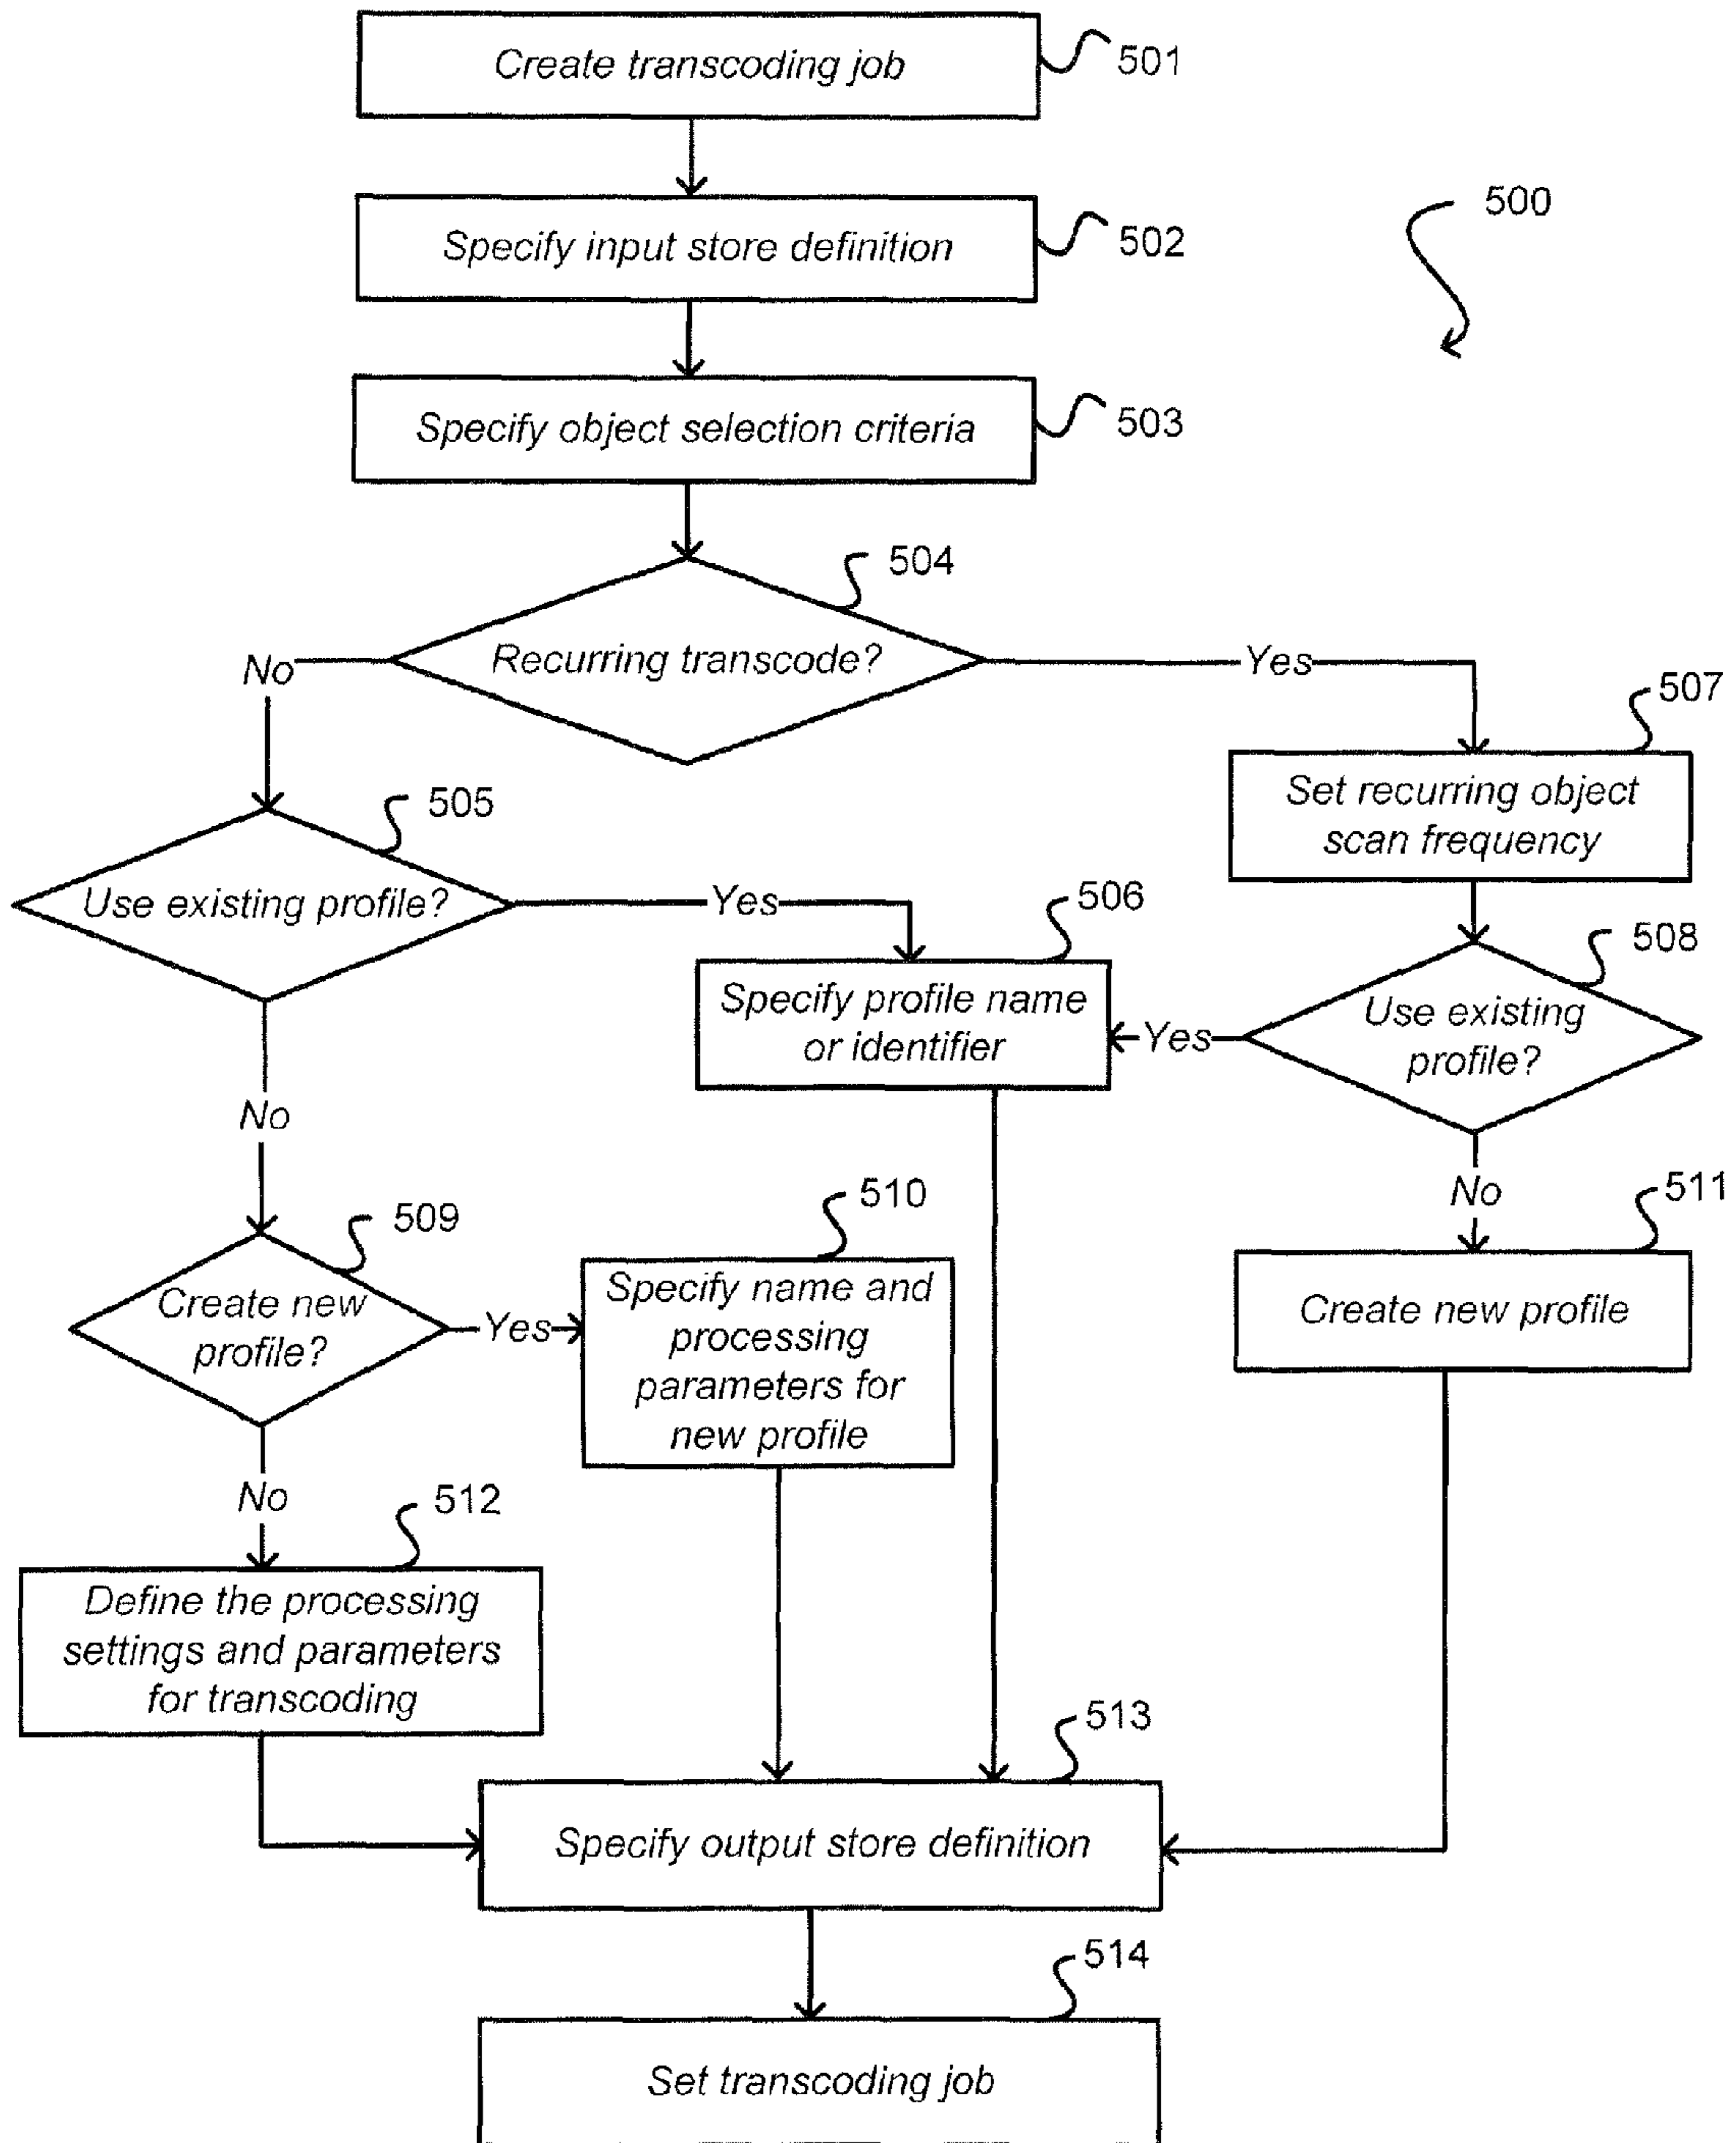 Create transcoding job
501
Specify input store definition
502
500
Specify object selection criteria
503
504
Recurring transcode?
No
Yes
507
Set recurring object
scan frequency
505
Use existing profile?
Yes
506
Specify profile name
or identifier
508
Use existing
profile?
Yes
No
No
509
Create new
profile?
Yes
510
Specify name and
processing
parameters for
new profile
511
Create new profile
No
512
Define the processing
settings and parameters
for transcoding
513
Specify output store definition
514
Set transcoding job